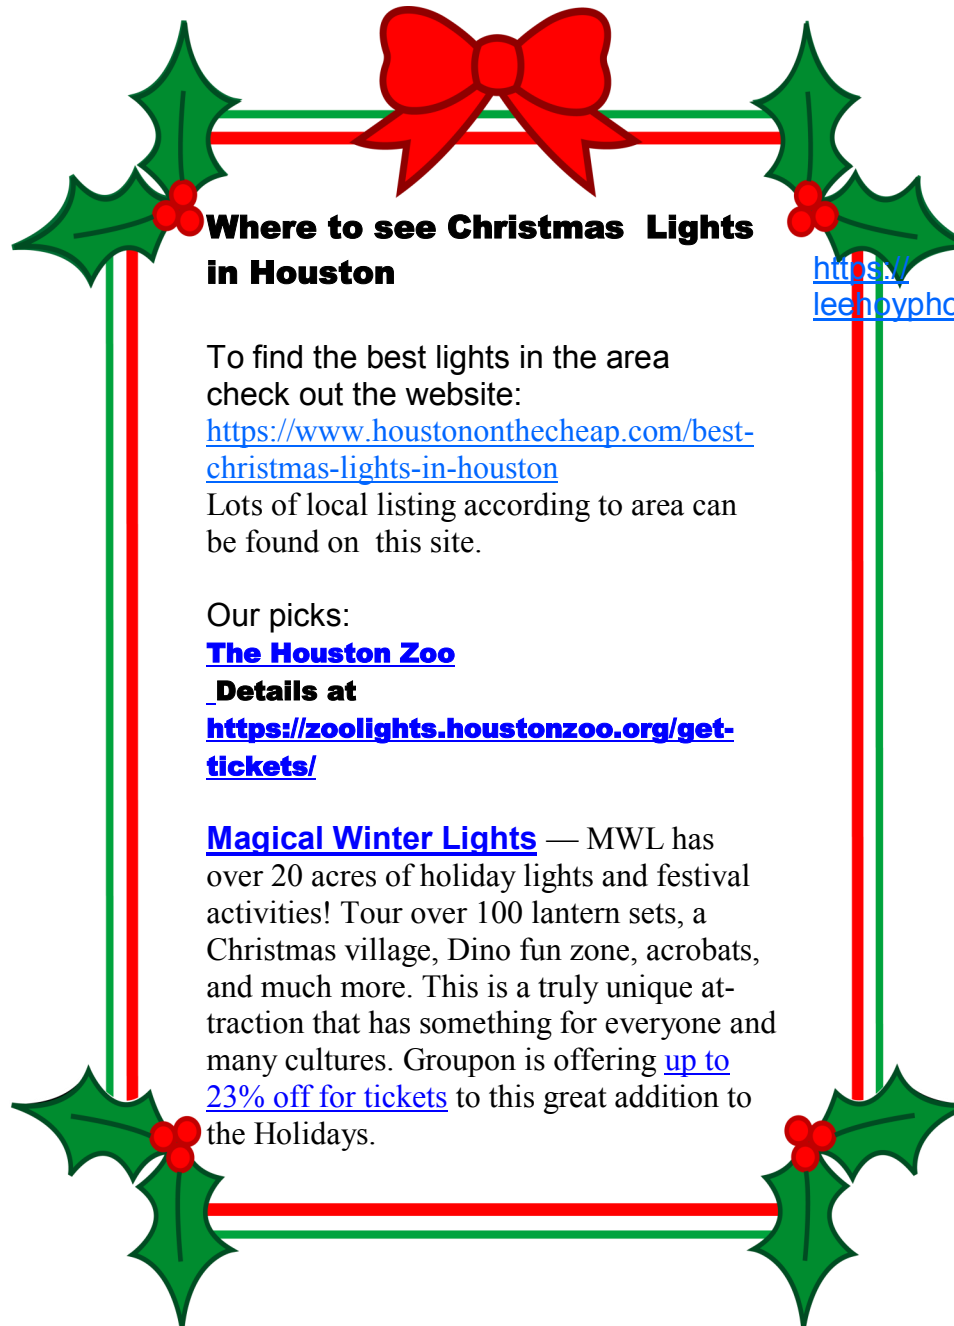 Where to see Christmas Lights
in Houston
https://
leehoypho
To find the best lights in the area
check out the website:
https://www.houstononthecheap.com/best-
christmas-lights-in-houston
Lots of local listing according to area can
be found on this site.
Our picks:
The Houston Zoo
Details at
https://zoolights.houstonzoo.org/get-
tickets/
Magical Winter Lights — MWL has
over 20 acres of holiday lights and festival
activities! Tour over 100 lantern sets, a
Christmas village, Dino fun zone, acrobats,
and much more. This is a truly unique at-
traction that has something for everyone and
many cultures. Groupon is offering up to
23% off for tickets to this great addition to
the Holidays.